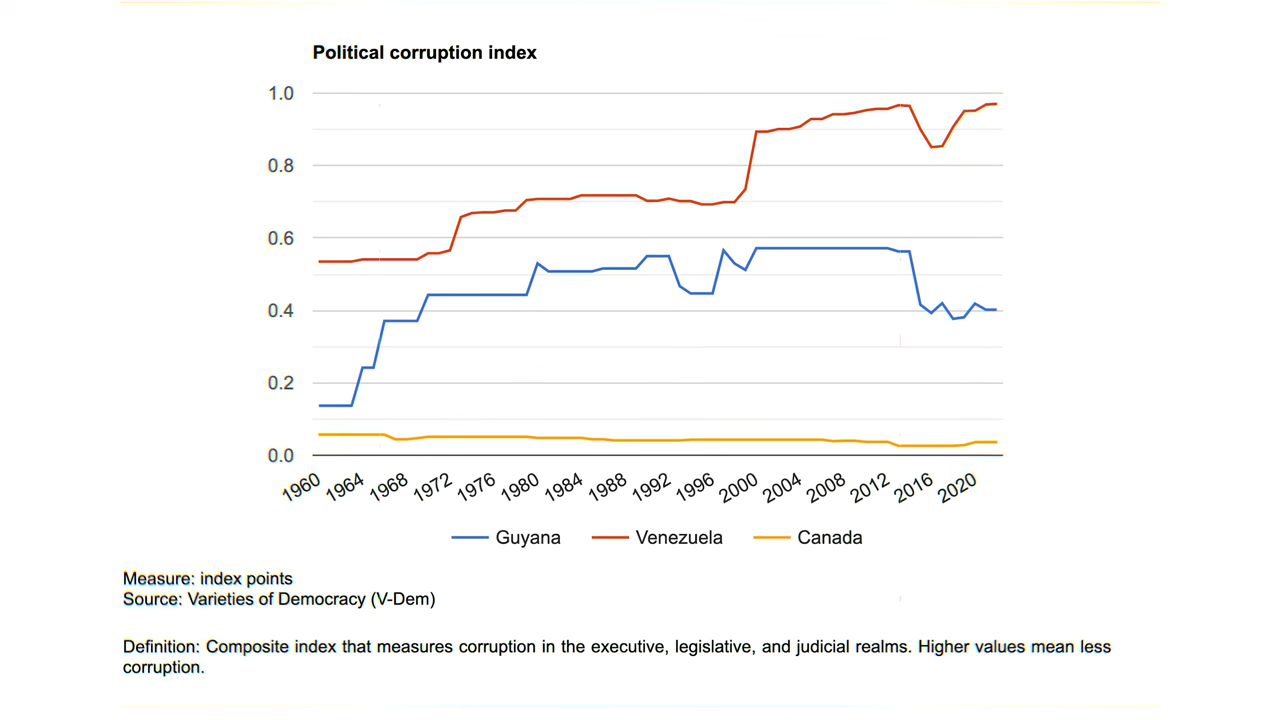 Political corruption index
1.0
0.8
0.6
0.4
0.2
0.0
1960 1964 1968 1972 1976 1980 1984 1988 1992 1996 2000 2004 2008 2012 2016 2020
Guyana Venezuela Canada
Measure: index points
Source: Varieties of Democracy (V-Dem)
Definition: Composite index that measures corruption in the executive, legislative, and judicial realms. Higher values mean less
corruption.